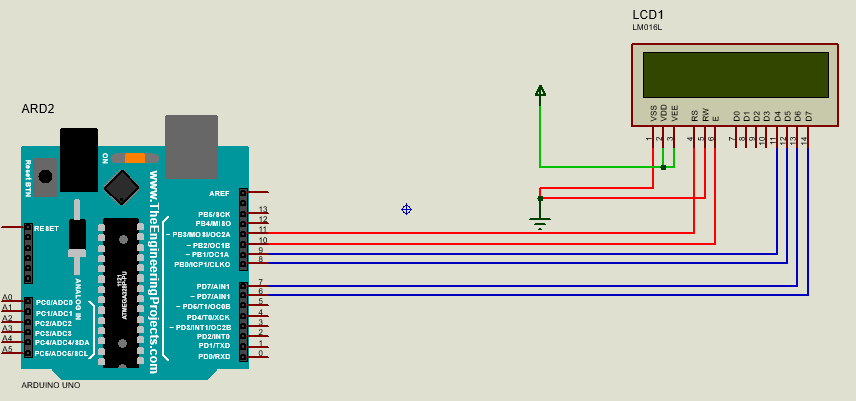 LCD1
LM016L
VSS
VDD
VEE
RS
RW
E
D0
D1
D2
D3
D4
D5
D6
D7
1
2
3
4
5
6
7
8
9
10
11
12
13
14
ARD2
Reset BTN
ON
www.TheEngineeringProjects.com
AREF
PB5/SCK
13
PB4/MISO
12
~ PB3/MOSI/OC2A
11
~ PB2/OC1B
10
~ PB1/OC1A
9
PB0/ICP1/CLKO
8
PD7/AIN1
7
~ PD7/AIN1
6
~ PD5/T1/OC0B
5
PD4/T0/XCK
4
~ PD3/INT1/OC2B
3
PD2/INT0
2
PD1/TXD
1
PD0/RXD
0
RESET
ANALOG IN
1121
ATMEGA328P-PU
A0
PC0/ADC0
A1
PC1/ADC1
A2
PC2/ADC2
A3
PC3/ADC3
A4
PC4/ADC4/SDA
A5
PC5/ADC5/SCL
ARDUINO UNO